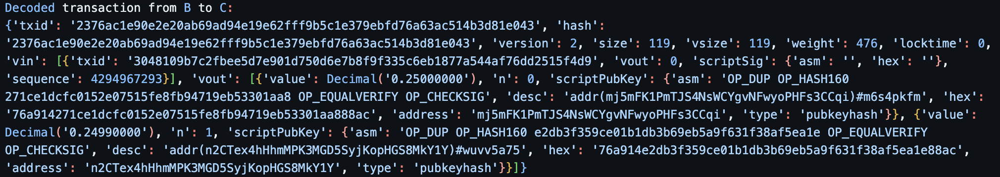 Decoded transaction from B to C:
{'txid': '2376ac1e90e2e20ab69ad94e19e62fff9b5c1e379ebfd76a63ac514b3d81e043', 'hash':
'2376ac1e90e2e20ab69ad94e19e62fff9b5c1e379ebfd76a63ac514b3d81e043', 'version': 2, 'size': 119, 'vsize': 119, 'weight': 476, 'locktime': 0,
'vin': [{'txid': '3048109b7c2fbee5d7e901d750d6e7b8f9f335c6eb1877a544af76dd2515f4d9', 'vout': 0, 'scriptSig': {'asm': '', 'hex': ''},
'sequence': 4294967293}], 'vout': [{'value': Decimal('0.25000000'), 'n': 0, 'scriptPubKey': {'asm': 'OP_DUP OP_HASH160
271ce1dcfc0152e07515fe8fb94719eb53301aa8 OP_EQUALVERIFY OP_CHECKSIG', 'desc': 'addr(mj5mFK1PmTJS4NsWCYgvNFwyoPHFs3CCqi)#m6s4pkfm', 'hex':
'76a914271ce1dcfc0152e07515fe8fb94719eb53301aa888ac', 'address': 'mj5mFK1PmTJS4NsWCYgvNFwyoPHFs3CCqi', 'type': 'pubkeyhash'}}, {'value':
Decimal('0.24990000'), 'n': 1, 'scriptPubKey': {'asm': 'OP_DUP OP_HASH160 e2db3f359ce01b1db3b69eb5a9f631f38af5ea1e OP_EQUALVERIFY
OP_CHECKSIG', 'desc': 'addr(n2CTex4hHhmMPK3MGD5SyjKopHGS8MkY1Y)#wuvv5a75', 'hex': '76a914e2db3f359ce01b1db3b69eb5a9f631f38af5ea1e88ac',
'address': 'n2CTex4hHhmMPK3MGD5SyjKopHGS8MkY1Y', 'type': 'pubkeyhash'}}]}